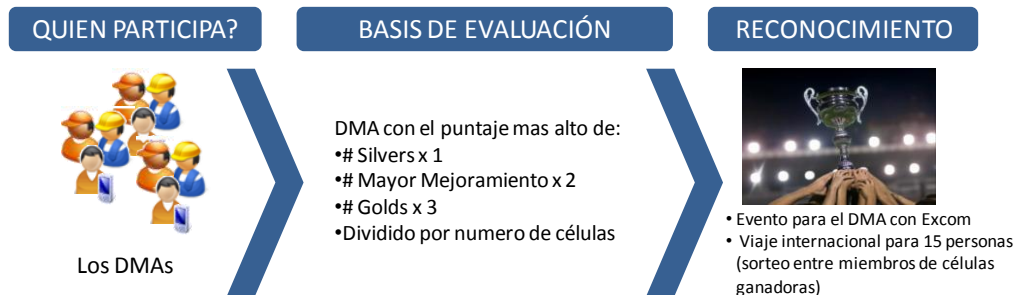 QUIEN PARTICIPA?
BASIS DE EVALUACIÓN
RECONOCIMIENTO
Los DMAs
DMA con el puntaje mas alto de:
•# Silvers x 1
•# Mayor Mejoramiento x 2
•# Golds x 3
•Dividido por numero de células
• Evento para el DMA con Excom
• Viaje internacional para 15 personas
(sorteo entre miembros de células
ganadoras)